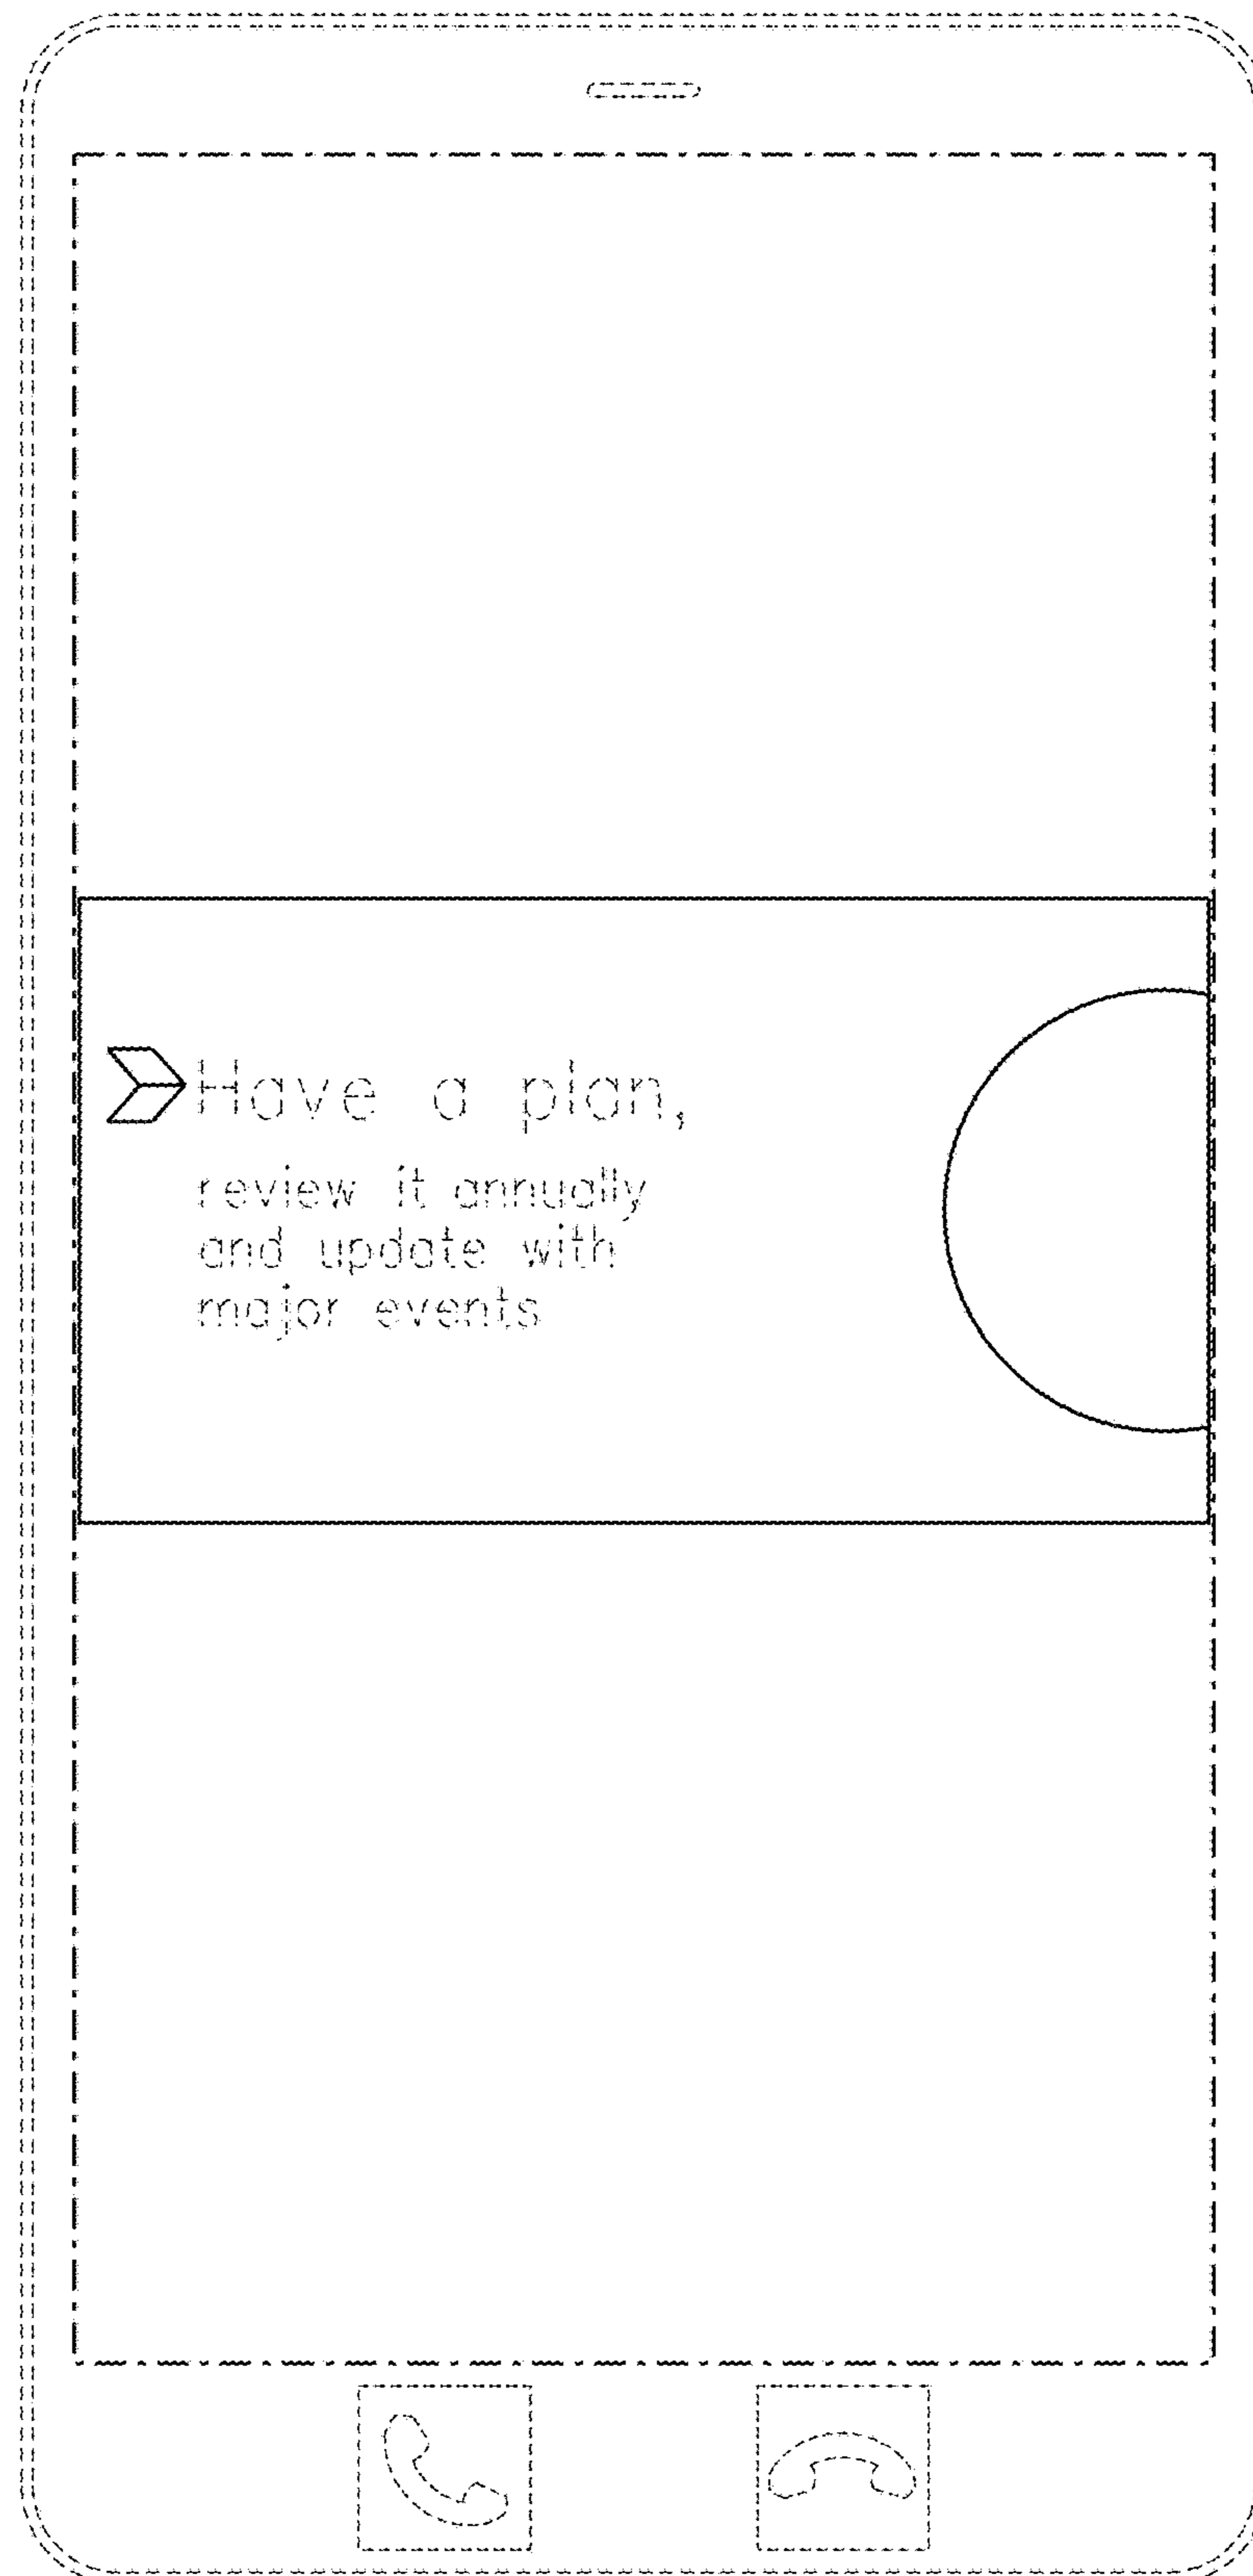 Have a plan,
review it annually
and update with
major events